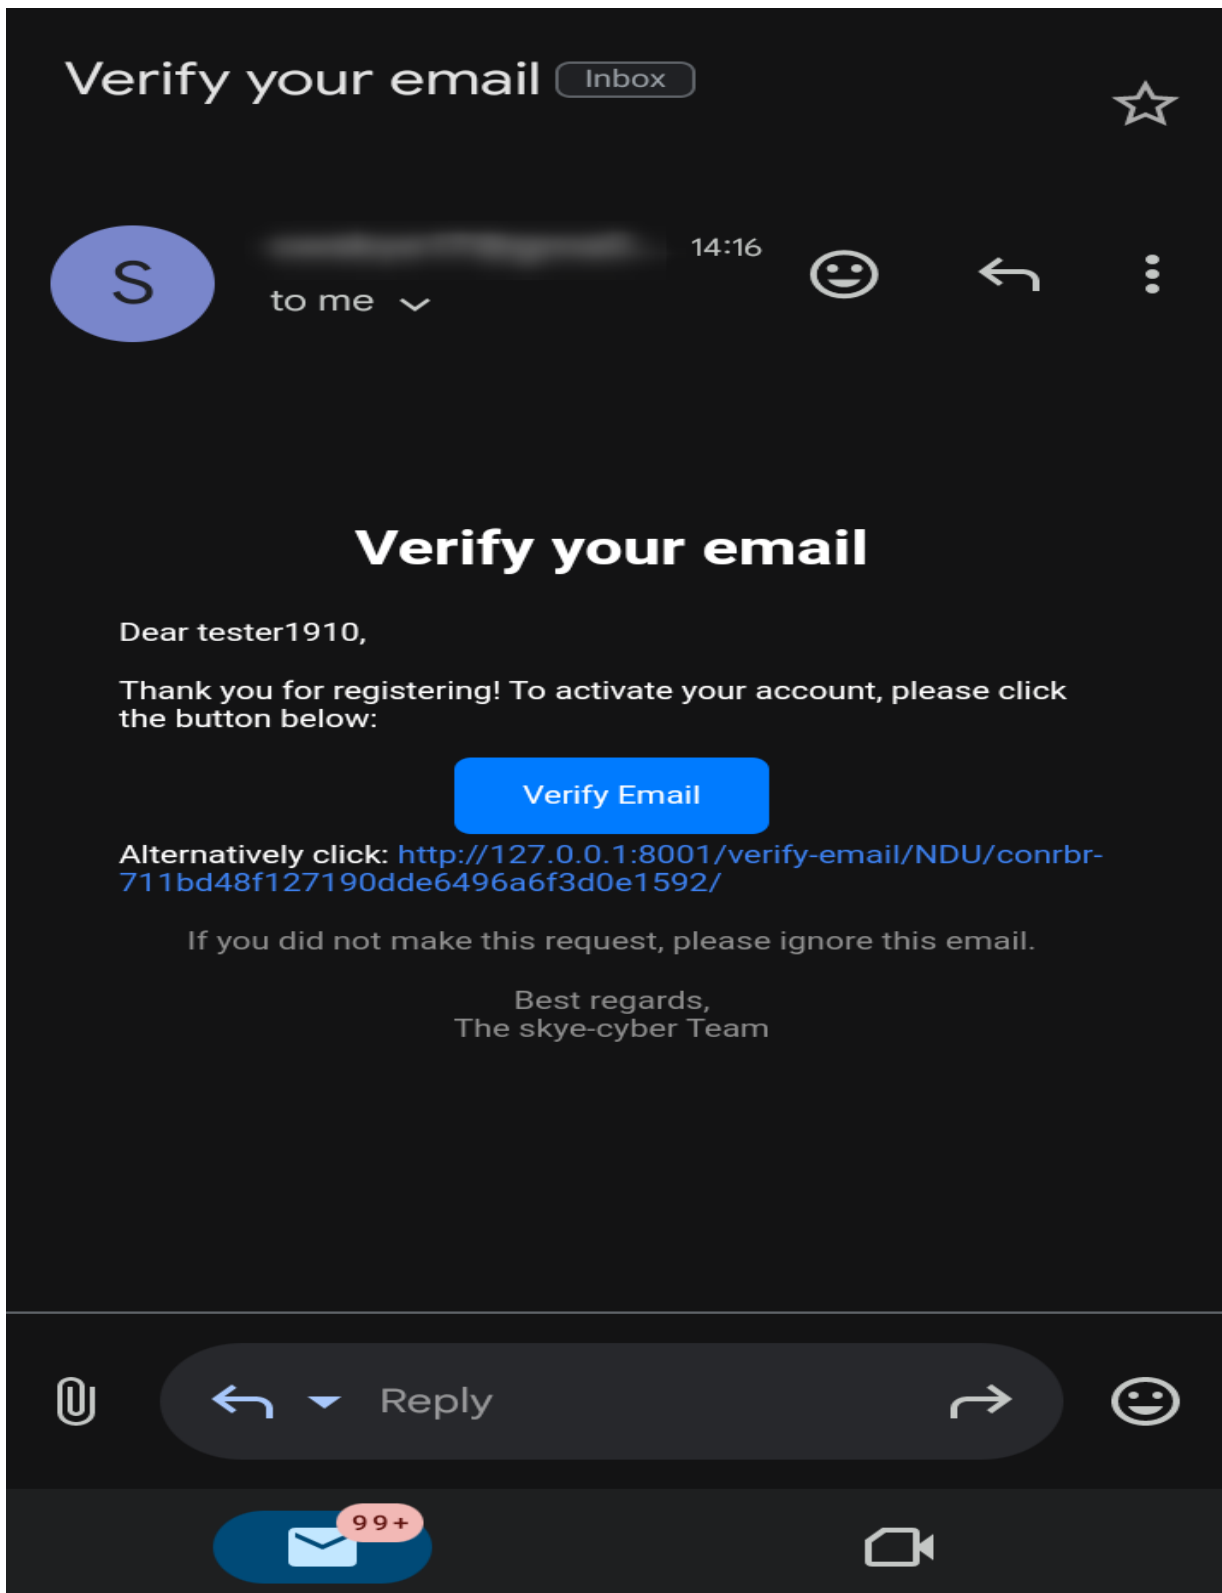 Verify your email Inbox
S
14:16
to me
Verify your email
Dear tester1910,
Thank you for registering! To activate your account, please click
the button below:
Verify Email
Alternatively click: http://127.0.0.1:8001/verify-email/NDU/conrbr-
711bd48f127190dde6496a6f3d0e1592/
If you did not make this request, please ignore this email.
Best regards,
The skye-cyber Team
Reply
99+